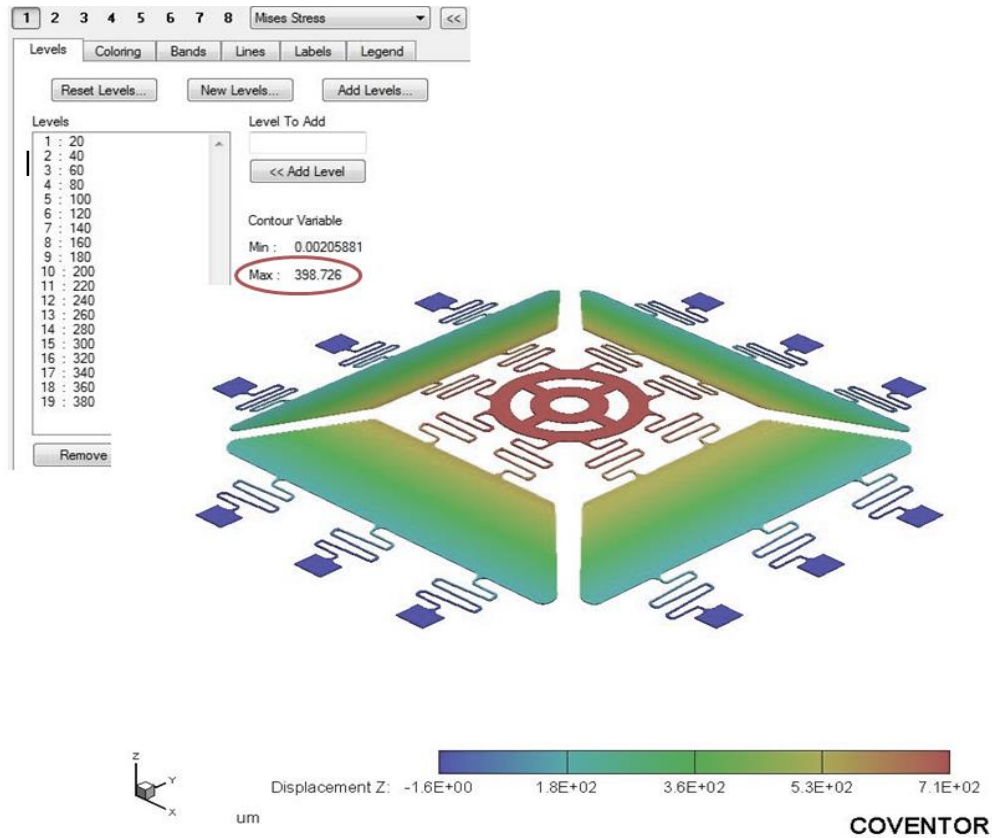 1 2 3 4 5 6 7 8 Mises Stress <<
Levels Coloring Bands Lines Labels Legend
Reset Levels... New Levels... Add Levels...
Levels Level To Add
1 : 20
2 : 40
3 : 60
<< Add Level
4 : 80
5 : 100
6 : 120
7 : 140
Contour Variable
8 : 160
Min : 0.00205881
9 : 180
10 : 200
Max : 398.726
11 : 220
12 : 240
13 : 260
14 : 280
15 : 300
16 : 320
17 : 340
18 : 360
19 : 380
Remove
Z
Y
X
Displacement Z: -1.6E+00 1.8E+02 3.6E+02 5.3E+02 7.1E+02
um
COVENTOR